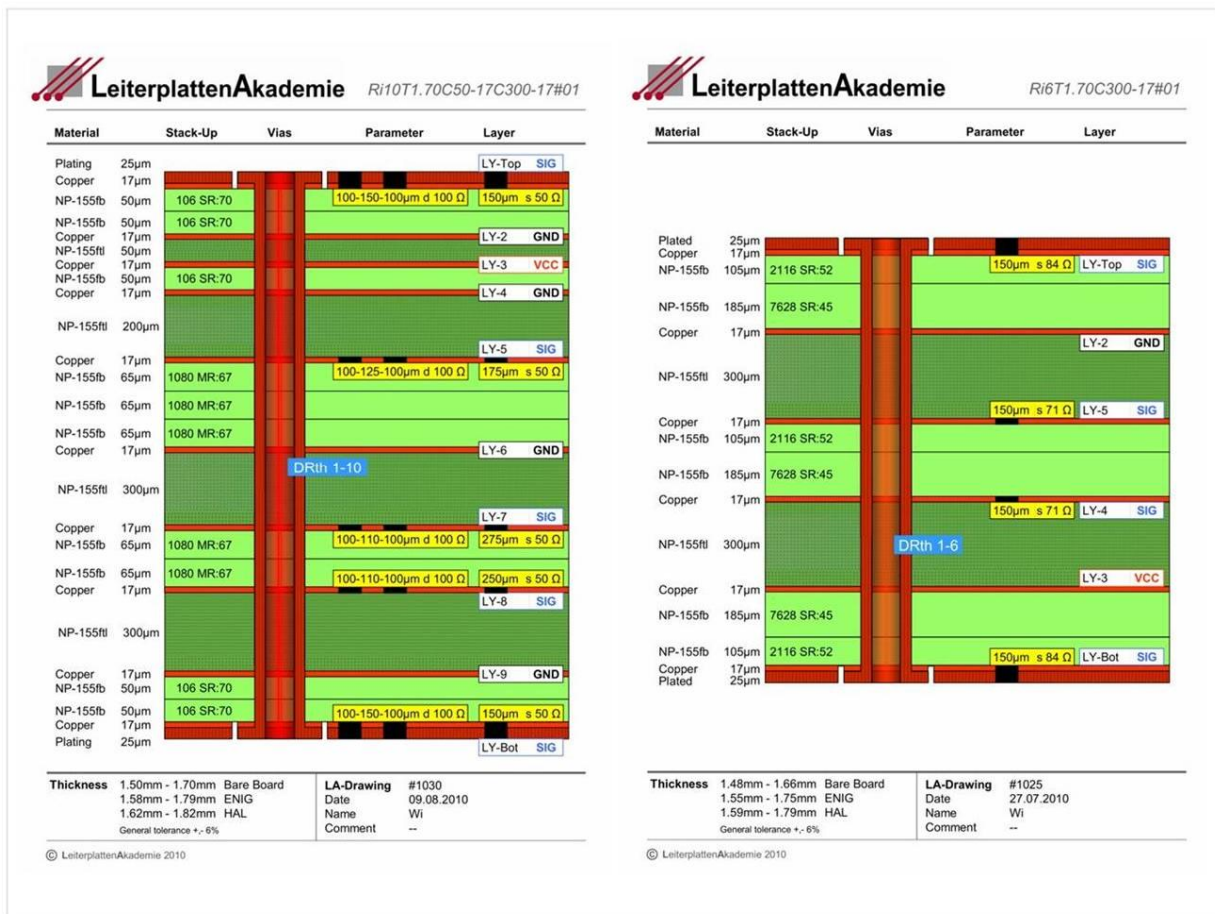 LeiterplattenAkademie Ri10T1.70C50-17C300-17#01
Material Stack-Up Vias Parameter Layer
Plating 25µm LY-Top SIG
Copper 17µm
NP-155fb 50µm 106 SR:70 100-150-100µm d 100 Ω 150µm s 50 Ω
NP-155fb 50µm 106 SR:70
Copper 17µm LY-2 GND
NP-155ftl 50µm
Copper 17µm LY-3 VCC
NP-155fb 50µm 106 SR:70
Copper 17µm LY-4 GND
NP-155ftl 200µm
LY-5 SIG
Copper 17µm
NP-155fb 65µm 1080 MR:67 100-125-100µm d 100 Ω 175µm s 50 Ω
NP-155fb 65µm 1080 MR:67
NP-155fb 65µm 1080 MR:67
Copper 17µm LY-6 GND
DRth 1-10
NP-155ftl 300µm
LY-7 SIG
Copper 17µm
NP-155fb 65µm 1080 MR:67 100-110-100µm d 100 Ω 275µm s 50 Ω
NP-155fb 65µm 1080 MR:67 100-110-100µm d 100 Ω 250µm s 50 Ω
Copper 17µm
LY-8 SIG
NP-155ftl 300µm
Copper 17µm LY-9 GND
NP-155fb 50µm 106 SR:70
NP-155fb 50µm 106 SR:70 100-150-100µm d 100 Ω 150µm s 50 Ω
Copper 17µm
Plating 25µm LY-Bot SIG
Thickness 1.50mm - 1.70mm Bare Board LA-Drawing #1030
1.58mm - 1.79mm ENIG Date 09.08.2010
1.62mm - 1.82mm HAL Name Wi
General tolerance +,- 6% Comment --
© LeiterplattenAkademie 2010
LeiterplattenAkademie Ri6T1.70C300-17#01
Material Stack-Up Vias Parameter Layer
Plated 25µm
Copper 17µm
NP-155fb 105µm 2116 SR:52 150µm s 84 Ω LY-Top SIG
NP-155fb 185µm 7628 SR:45
Copper 17µm
LY-2 GND
NP-155ftl 300µm
150µm s 71 Ω LY-5 SIG
Copper 17µm
NP-155fb 105µm 2116 SR:52
NP-155fb 185µm 7628 SR:45
Copper 17µm
150µm s 71 Ω LY-4 SIG
NP-155ftl 300µm DRth 1-6
LY-3 VCC
Copper 17µm
NP-155fb 185µm 7628 SR:45
NP-155fb 105µm 2116 SR:52 150µm s 84 Ω LY-Bot SIG
Copper 17µm
Plated 25µm
Thickness 1.48mm - 1.66mm Bare Board LA-Drawing #1025
1.55mm - 1.75mm ENIG Date 27.07.2010
1.59mm - 1.79mm HAL Name Wi
General tolerance +,- 6% Comment --
© LeiterplattenAkademie 2010